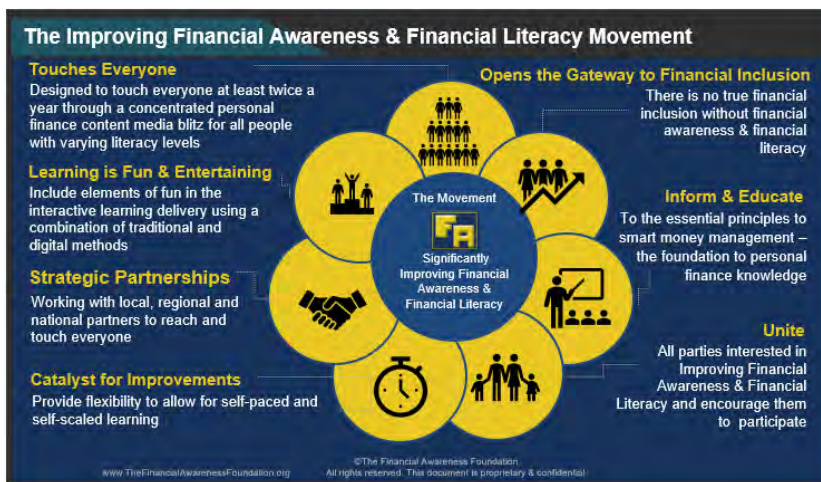 The Improving Financial Awareness & Financial Literacy Movement
Touches Everyone
Designed to touch everyone at least twice a
year through a concentrated personal
finance content media blitz for all people
with varying literacy levels
Learning is Fun & Entertaining
Include elements of fun in the
interactive learning delivery using a
combination of traditional and
digital methods
Strategic Partnerships
Working with local, regional and
national partners to reach and
touch everyone
Catalyst for Improvements
Provide flexibility to allow for self-paced and
self-scaled learning
The Movement
FA
Significantly
Improving Financial
Awareness &
Financial Literacy
Opens the Gateway to Financial Inclusion
There is no true financial
inclusion without financial
awareness & financial
literacy
Inform & Educate
To the essential principles to
smart money management –
the foundation to personal
finance knowledge
Unite
All parties interested in
Improving Financial
Awareness & Financial
Literacy and encourage them
to participate
©The Financial Awareness Foundation
www.TheFinancialAwarenessFoundation.org
All rights reserved. This document is proprietary & confidential